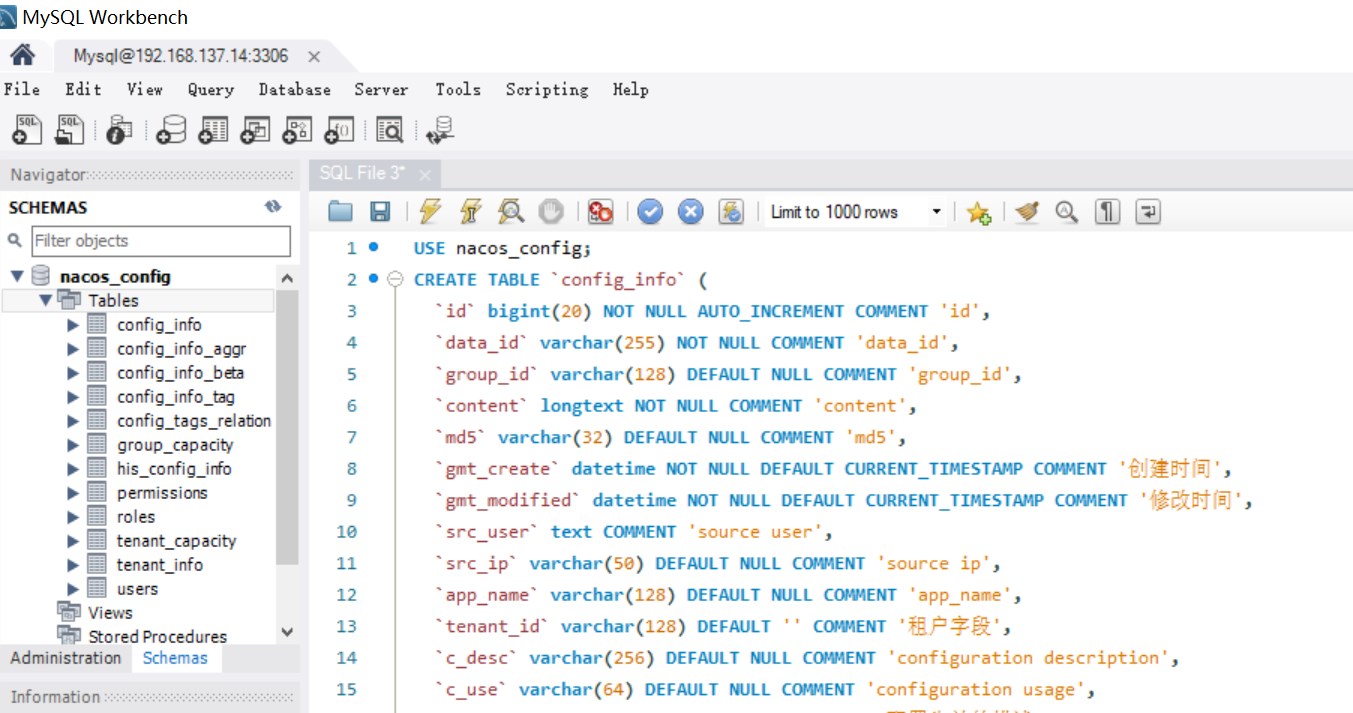 MySQL Workbench
Mysql@192.168.137.14:3306
File Edit View Query Database Server Tools Scripting Help
Navigator
SQL File 3*
SCHEMAS
Limit to 1000 rows
Filter objects
nacos_config
Tables
config_info
config_info_aggr
config_info_beta
config_info_tag
config_tags_relation
group_capacity
his_config_info
permissions
roles
tenant_capacity
tenant_info
users
Views
Stored Procedures
Administration Schemas
Information
1 USE nacos_config;
2 CREATE TABLE `config_info` (
3 `id` bigint(20) NOT NULL AUTO_INCREMENT COMMENT 'id',
4 `data_id` varchar(255) NOT NULL COMMENT 'data_id',
5 `group_id` varchar(128) DEFAULT NULL COMMENT 'group_id',
6 `content` longtext NOT NULL COMMENT 'content',
7 `md5` varchar(32) DEFAULT NULL COMMENT 'md5',
8 `gmt_create` datetime NOT NULL DEFAULT CURRENT_TIMESTAMP COMMENT '创建时间',
9 `gmt_modified` datetime NOT NULL DEFAULT CURRENT_TIMESTAMP COMMENT '修改时间',
10 `src_user` text COMMENT 'source user',
11 `src_ip` varchar(50) DEFAULT NULL COMMENT 'source ip',
12 `app_name` varchar(128) DEFAULT NULL COMMENT 'app_name',
13 `tenant_id` varchar(128) DEFAULT '' COMMENT '租户字段',
14 `c_desc` varchar(256) DEFAULT NULL COMMENT 'configuration description',
15 `c_use` varchar(64) DEFAULT NULL COMMENT 'configuration usage',